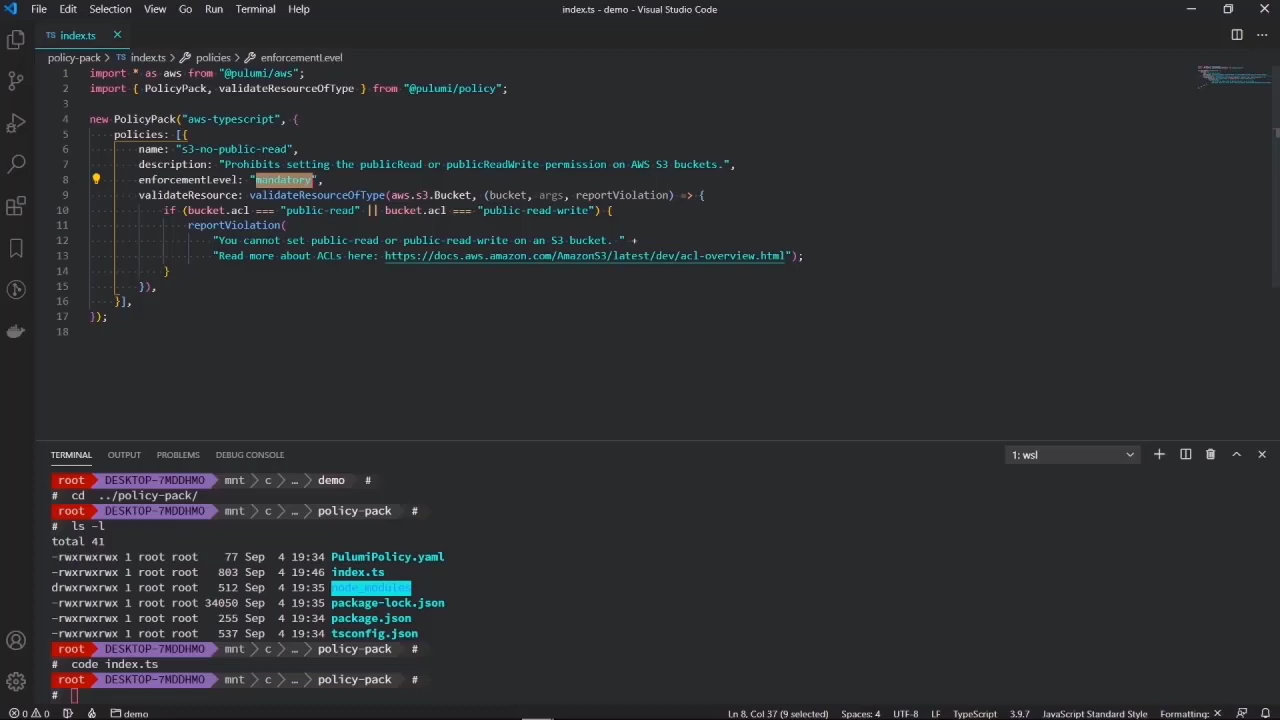 File Edit Selection View Go Run Terminal Help
index.ts - demo - Visual Studio Code
TS index.ts
policy-pack > TS index.ts > policies > enforcementLevel
1 import * as aws from "@pulumi/aws";
2 import { PolicyPack, validateResourceOfType } from "@pulumi/policy";
3
4 new PolicyPack("aws-typescript", {
5 policies: [{
6 name: "s3-no-public-read",
7 description: "Prohibits setting the publicRead or publicReadWrite permission on AWS S3 buckets.",
8 enforcementLevel: "mandatory",
9 validateResource: validateResourceOfType(aws.s3.Bucket, (bucket, args, reportViolation) => {
10 if (bucket.acl === "public-read" || bucket.acl === "public-read-write") {
11 reportViolation(
12 "You cannot set public-read or public-read-write on an S3 bucket. " +
13 "Read more about ACLs here: https://docs.aws.amazon.com/AmazonS3/latest/dev/acl-overview.html");
14 }
15 }),
16 }],
17 });
18
TERMINAL OUTPUT PROBLEMS DEBUG CONSOLE
1: wsl
root DESKTOP-7MDDHMO mnt > c > … > demo #
# cd ../policy-pack/
root DESKTOP-7MDDHMO mnt > c > … > policy-pack #
# ls -l
total 41
-rwxrwxrwx 1 root root 77 Sep 4 19:34 PulumiPolicy.yaml
-rwxrwxrwx 1 root root 803 Sep 4 19:46 index.ts
drwxrwxrwx 1 root root 512 Sep 4 19:35 node_modules
-rwxrwxrwx 1 root root 34050 Sep 4 19:35 package-lock.json
-rwxrwxrwx 1 root root 255 Sep 4 19:34 package.json
-rwxrwxrwx 1 root root 537 Sep 4 19:34 tsconfig.json
root DESKTOP-7MDDHMO mnt > c > … > policy-pack #
# code index.ts
root DESKTOP-7MDDHMO mnt > c > … > policy-pack #
#
0 0 demo
Ln 8, Col 37 (9 selected) Spaces: 4 UTF-8 LF TypeScript 3.9.7 JavaScript Standard Style Formatting: ×